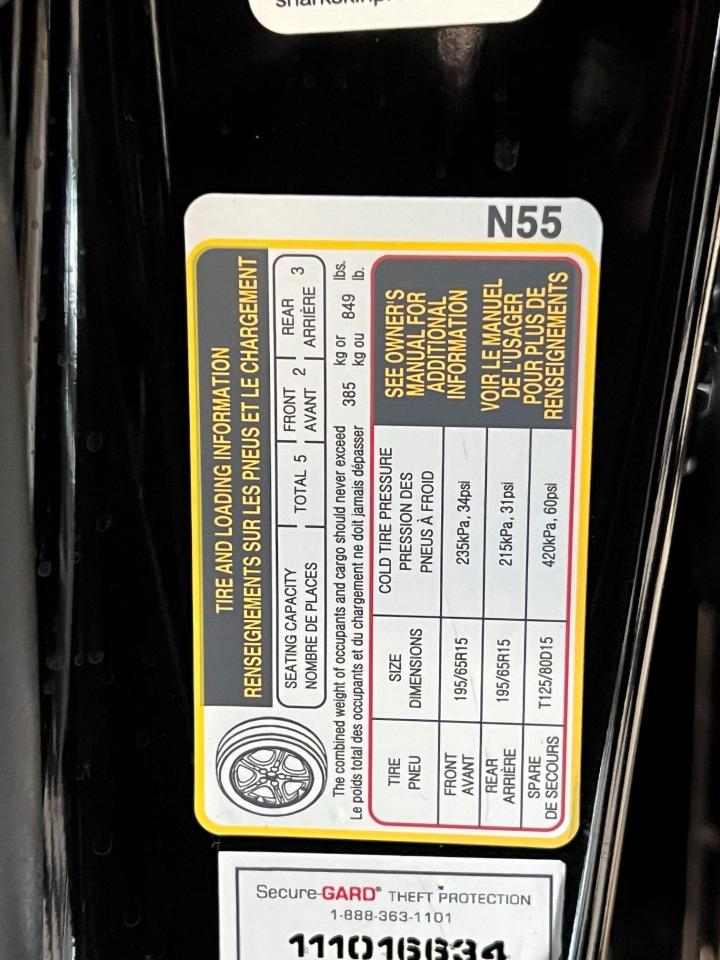 N55
TIRE AND LOADING INFORMATION
RENSEIGNEMENTS SUR LES PNEUS ET LE CHARGEMENT
SEATING CAPACITY
NOMBRE DE PLACES
TOTAL 5
FRONT
AVANT
2
REAR
ARRIÈRE
3
The combined weight of occupants and cargo should never exceed 385 kg or 849 lbs.
Le poids total des occupants et du chargement ne doit jamais dépasser 385 kg ou 849 lb.
TIRE
PNEU
SIZE
DIMENSIONS
COLD TIRE PRESSURE
PRESSION DES
PNEUS À FROID
FRONT
AVANT
195/65R15
235kPa, 34psi
REAR
ARRIÈRE
195/65R15
215kPa, 31psi
SPARE
DE SECOURS
T125/80D15
420kPa, 60psi
SEE OWNER'S
MANUAL FOR
ADDITIONAL
INFORMATION
VOIR LE MANUEL
DE L'USAGER
POUR PLUS DE
RENSEIGNEMENTS
Secure-GARD® THEFT PROTECTION
1-888-363-1101
111016634